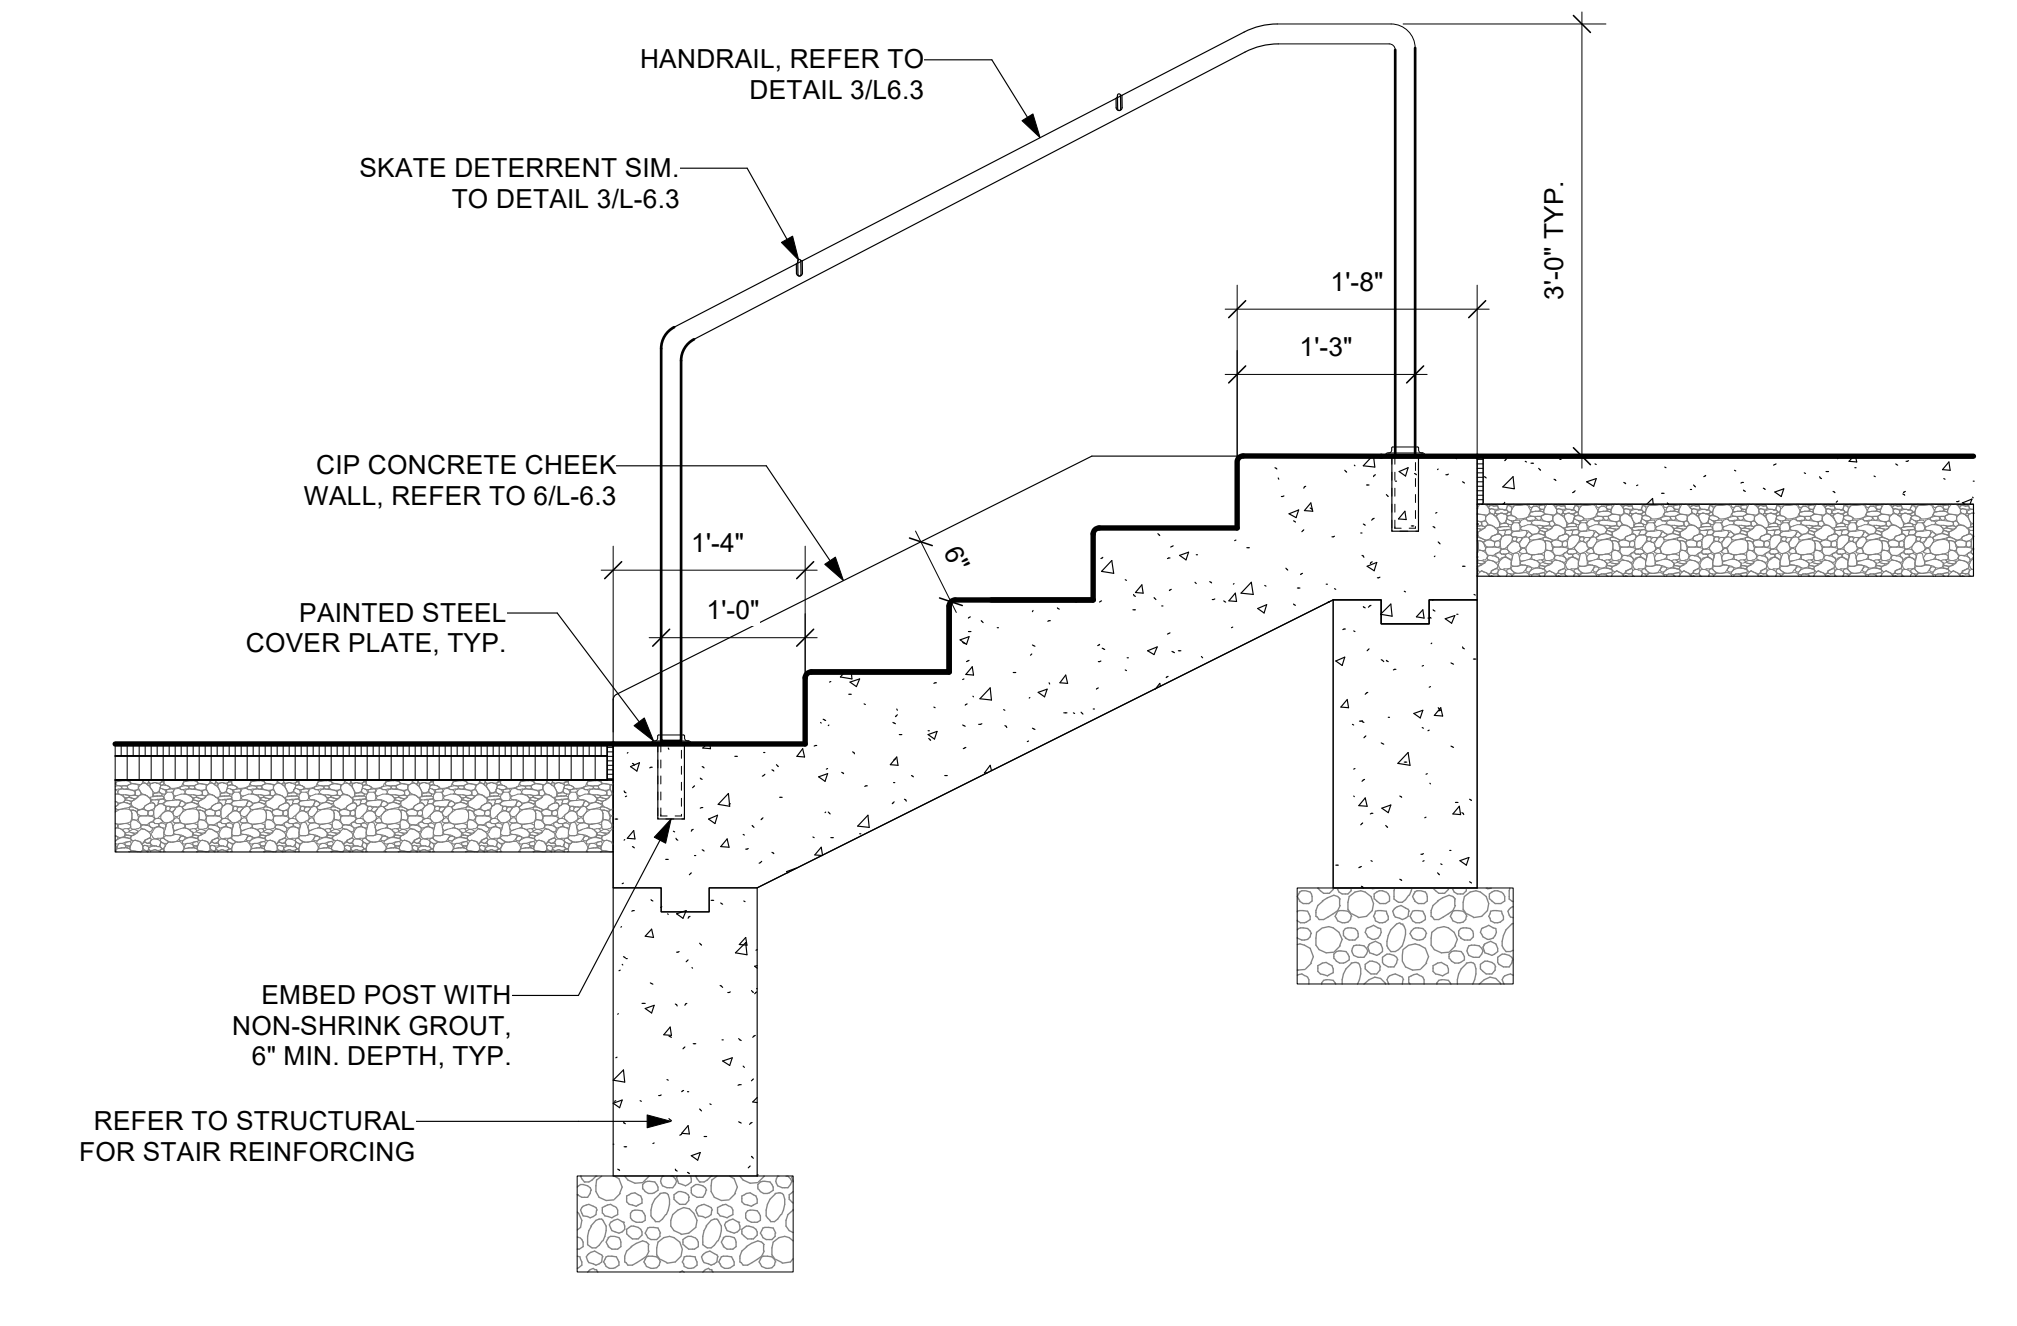 HANDRAIL, REFER TO
DETAIL 3/L6.3
SKATE DETERRENT SIM.
TO DETAIL 3/L-6.3
3'-0" TYP.
1'-8"
1'-3"
CIP CONCRETE CHEEK
WALL, REFER TO 6/L-6.3
1'-4"
6"
1'-0"
PAINTED STEEL
COVER PLATE, TYP.
EMBED POST WITH
NON-SHRINK GROUT,
6" MIN. DEPTH, TYP.
REFER TO STRUCTURAL
FOR STAIR REINFORCING